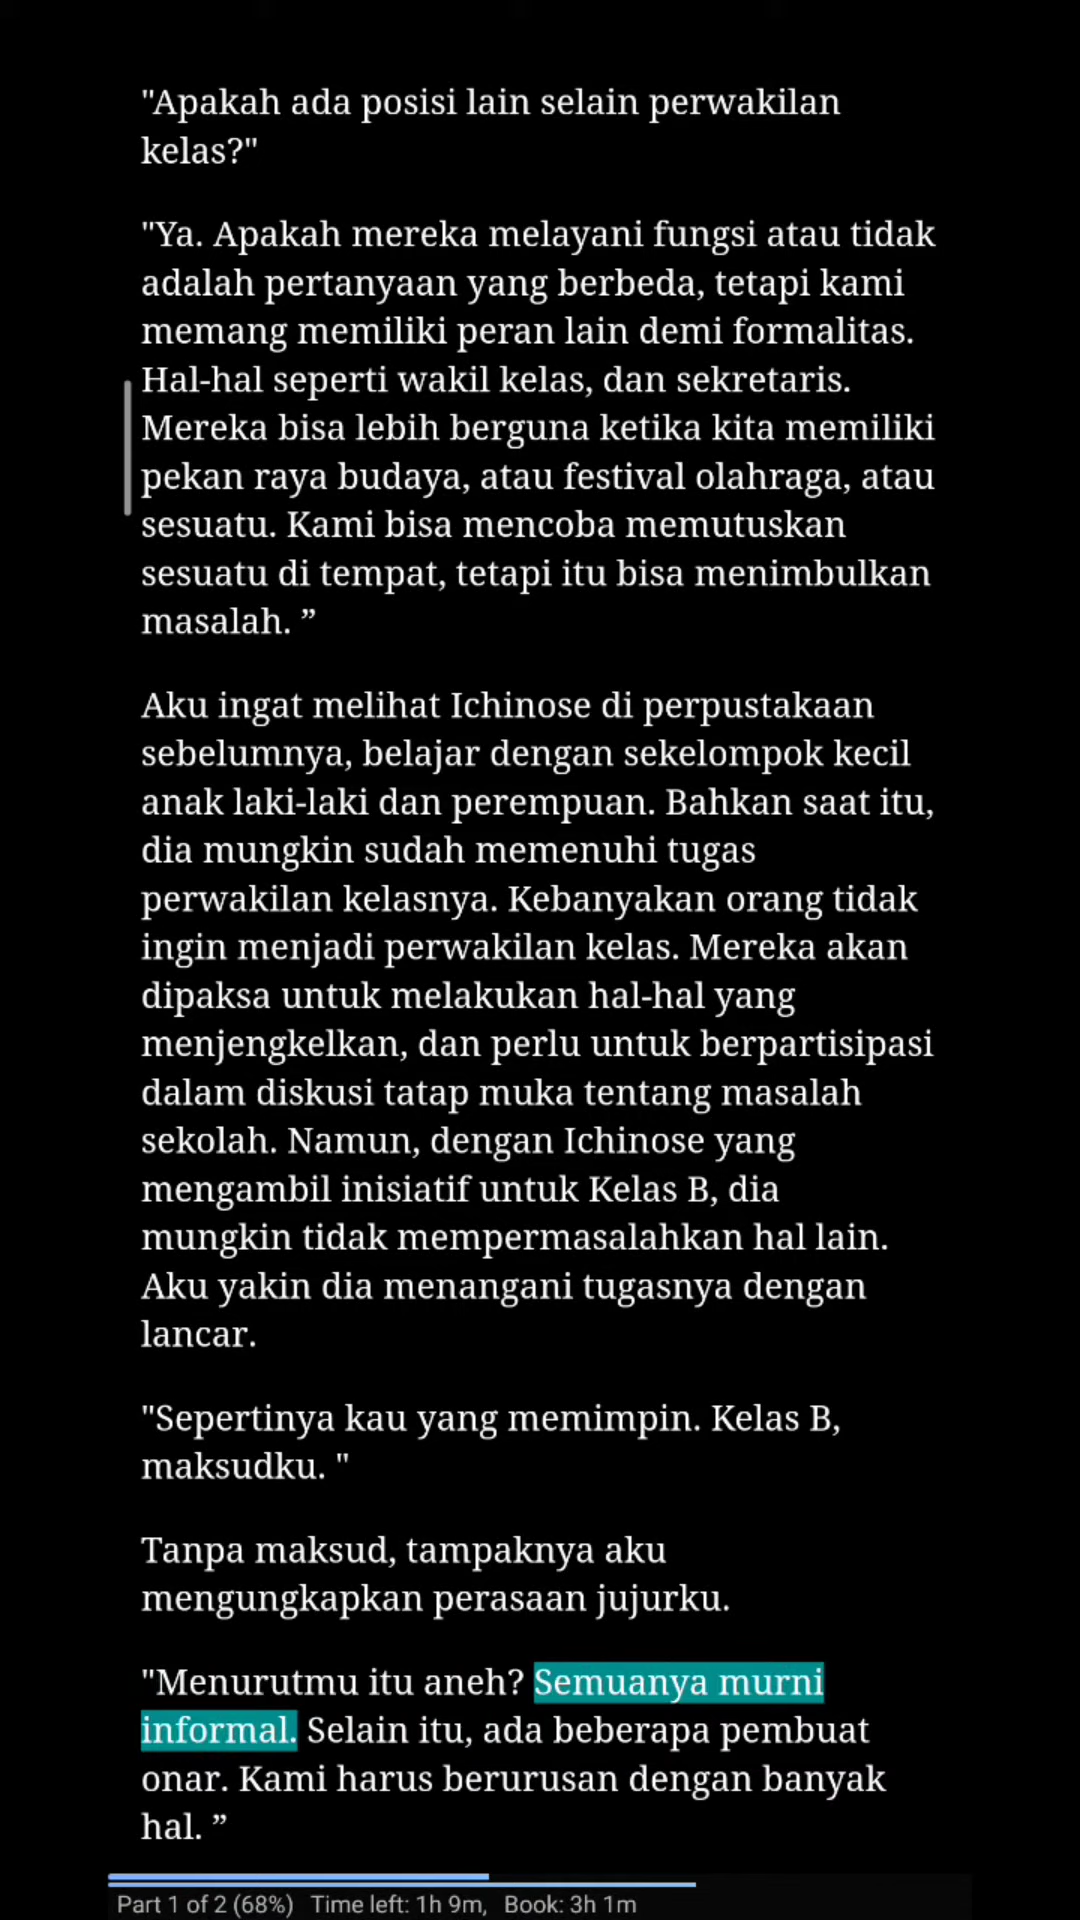 "Apakah ada posisi lain selain perwakilan
kelas?"
"Ya. Apakah mereka melayani fungsi atau tidak
adalah pertanyaan yang berbeda, tetapi kami
memang memiliki peran lain demi formalitas.
Hal-hal seperti wakil kelas, dan sekretaris.
Mereka bisa lebih berguna ketika kita memiliki
pekan raya budaya, atau festival olahraga, atau
sesuatu. Kami bisa mencoba memutuskan
sesuatu di tempat, tetapi itu bisa menimbulkan
masalah. ”
Aku ingat melihat Ichinose di perpustakaan
sebelumnya, belajar dengan sekelompok kecil
anak laki-laki dan perempuan. Bahkan saat itu,
dia mungkin sudah memenuhi tugas
perwakilan kelasnya. Kebanyakan orang tidak
ingin menjadi perwakilan kelas. Mereka akan
dipaksa untuk melakukan hal-hal yang
menjengkelkan, dan perlu untuk berpartisipasi
dalam diskusi tatap muka tentang masalah
sekolah. Namun, dengan Ichinose yang
mengambil inisiatif untuk Kelas B, dia
mungkin tidak mempermasalahkan hal lain.
Aku yakin dia menangani tugasnya dengan
lancar.
"Sepertinya kau yang memimpin. Kelas B,
maksudku. "
Tanpa maksud, tampaknya aku
mengungkapkan perasaan jujurku.
"Menurutmu itu aneh? Semuanya murni
informal. Selain itu, ada beberapa pembuat
onar. Kami harus berurusan dengan banyak
hal. ”
Part 1 of 2 (68%) Time left: 1h 9m, Book: 3h 1m